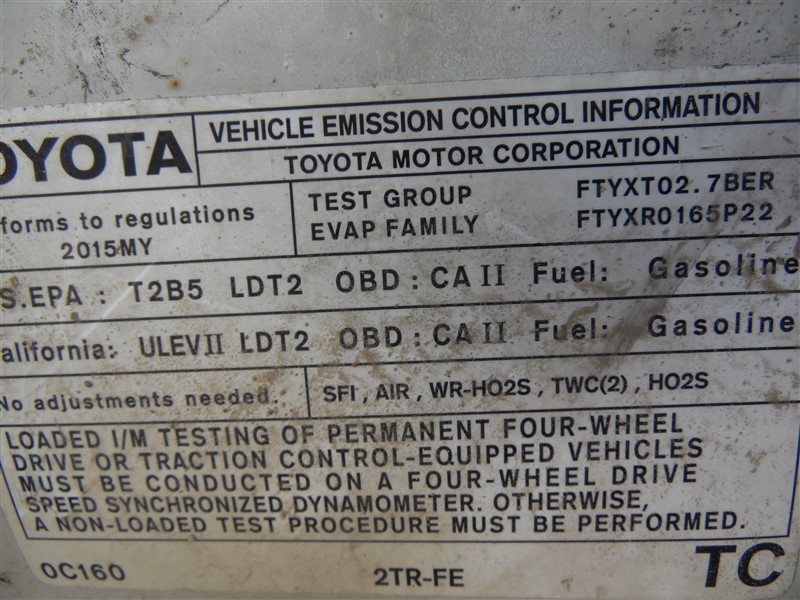 OYOTA
VEHICLE EMISSION CONTROL INFORMATION
TOYOTA MOTOR CORPORATION
forms to regulations
2015MY
TEST GROUP FTYXT02.7BER
EVAP FAMILY FTYXR0165P22
S.EPA : T2B5 LDT2 OBD : CA II Fuel: Gasoline
alifornia: ULEVII LDT2 OBD : CA II Fuel: Gasoline
No adjustments needed.
SFI , AIR , WR-HO2S , TWC(2) , HO2S
LOADED I/M TESTING OF PERMANENT FOUR-WHEEL
DRIVE OR TRACTION CONTROL-EQUIPPED VEHICLES
MUST BE CONDUCTED ON A FOUR-WHEEL DRIVE
SPEED SYNCHRONIZED DYNAMOMETER. OTHERWISE,
A NON-LOADED TEST PROCEDURE MUST BE PERFORMED.
0C160 2TR-FE TC